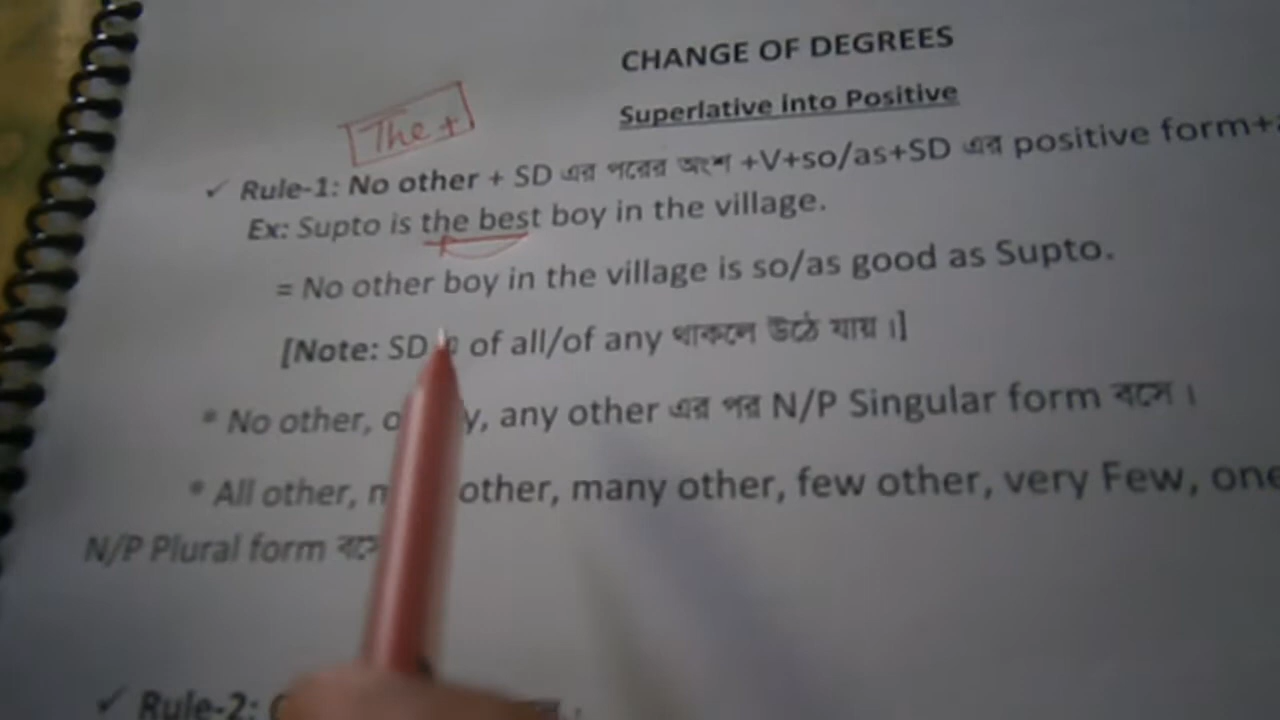 CHANGE OF DEGREES
Superlative into Positive
The +
✓ Rule-1: No other + SD এর পরের অংশ +V+so/as+SD এর positive form+
Ex: Supto is the best boy in the village.
= No other boy in the village is so/as good as Supto.
[Note: SD of all/of any থাকলে উঠে যায় ।]
* No other, any other এর পর N/P Singular form বসে ।
* All other, other, many other, few other, very Few, one
N/P Plural form
✓ Rule-2: